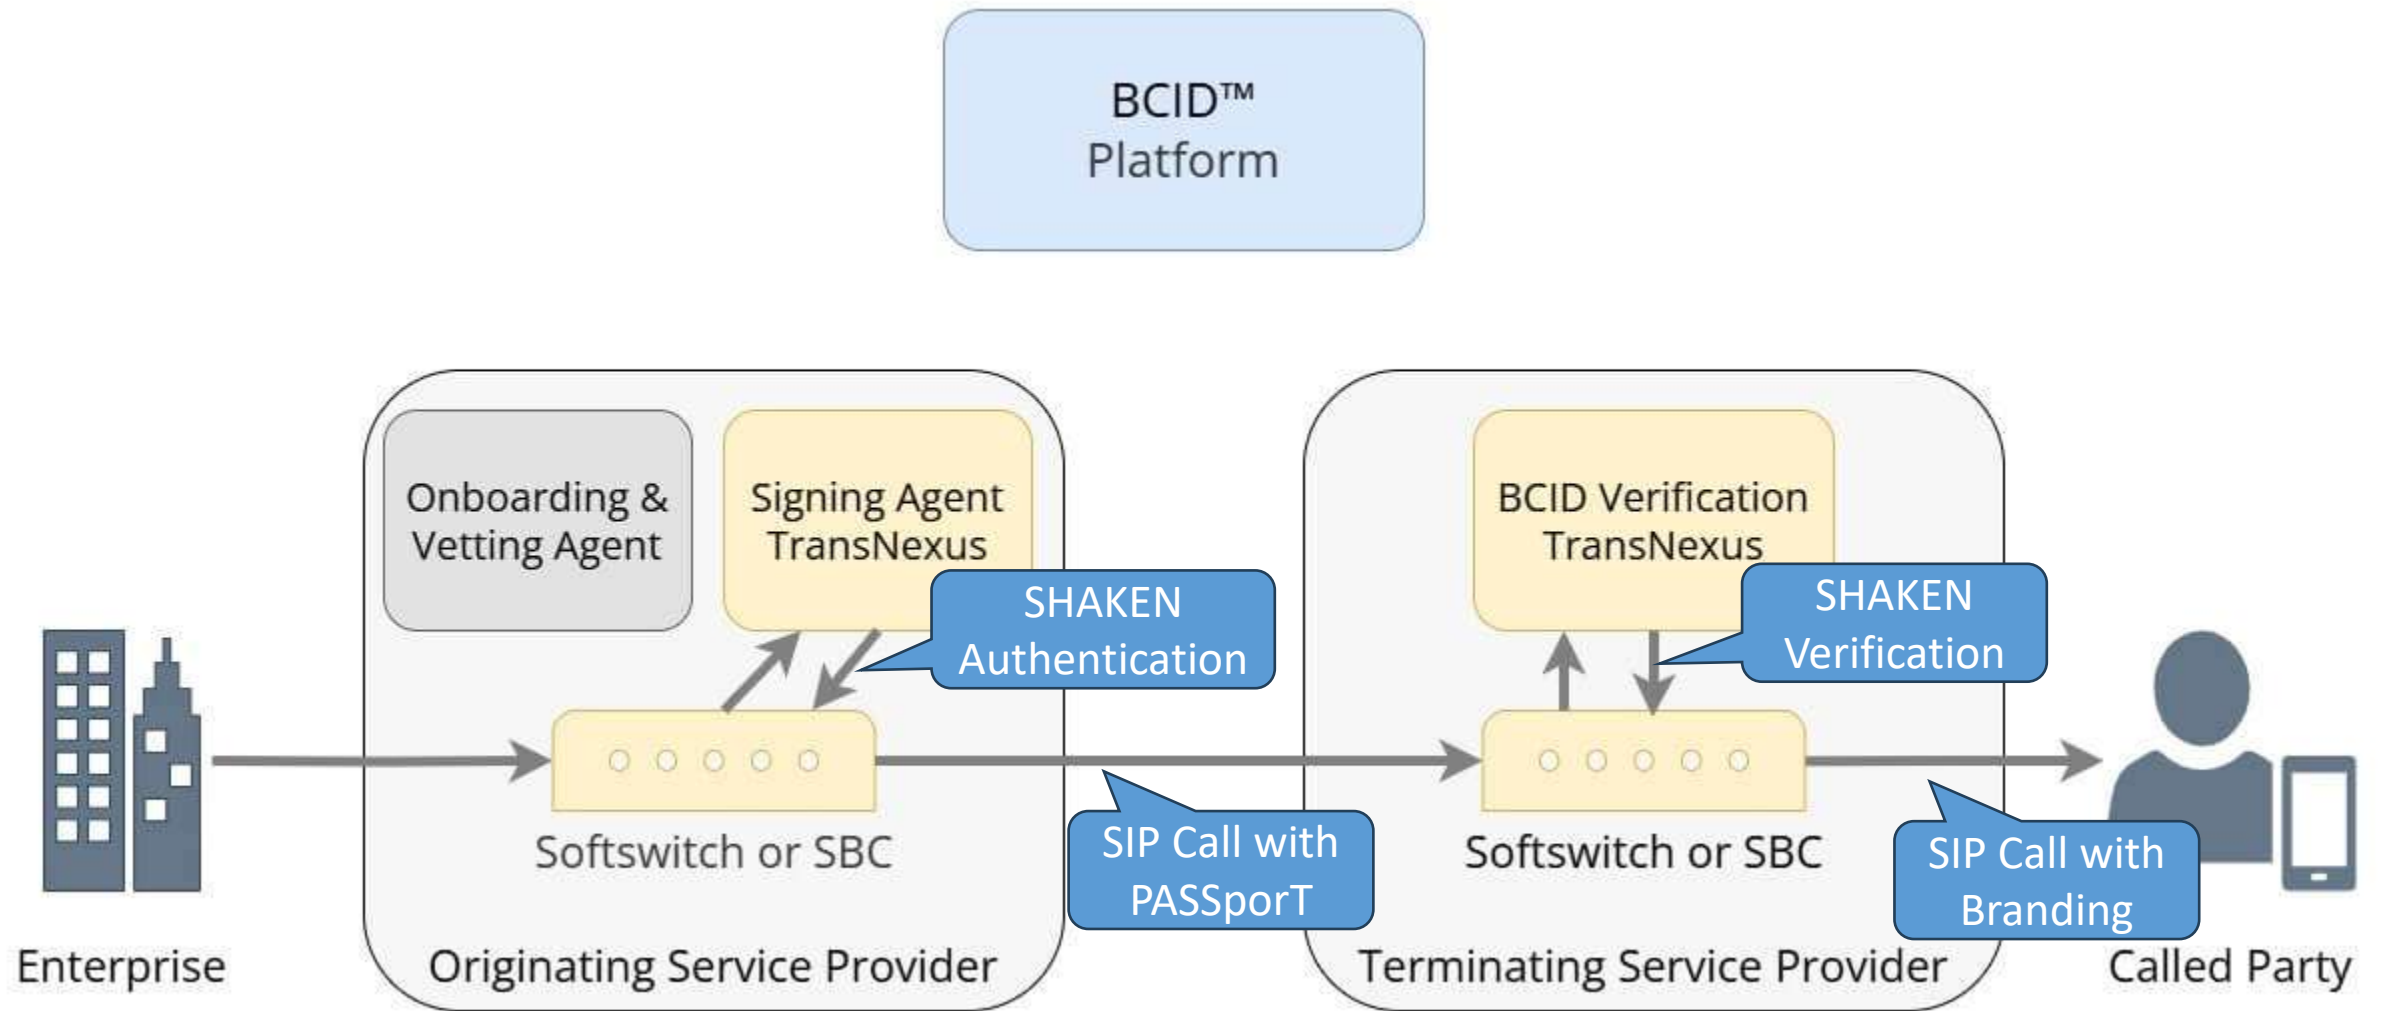 BCID™
Platform
Onboarding &
Vetting Agent
Signing Agent
TransNexus
SHAKEN
Authentication
BCID Verification
TransNexus
SHAKEN
Verification
Softswitch or SBC
SIP Call with
PASSporT
Softswitch or SBC
SIP Call with
Branding
Enterprise
Originating Service Provider
Terminating Service Provider
Called Party